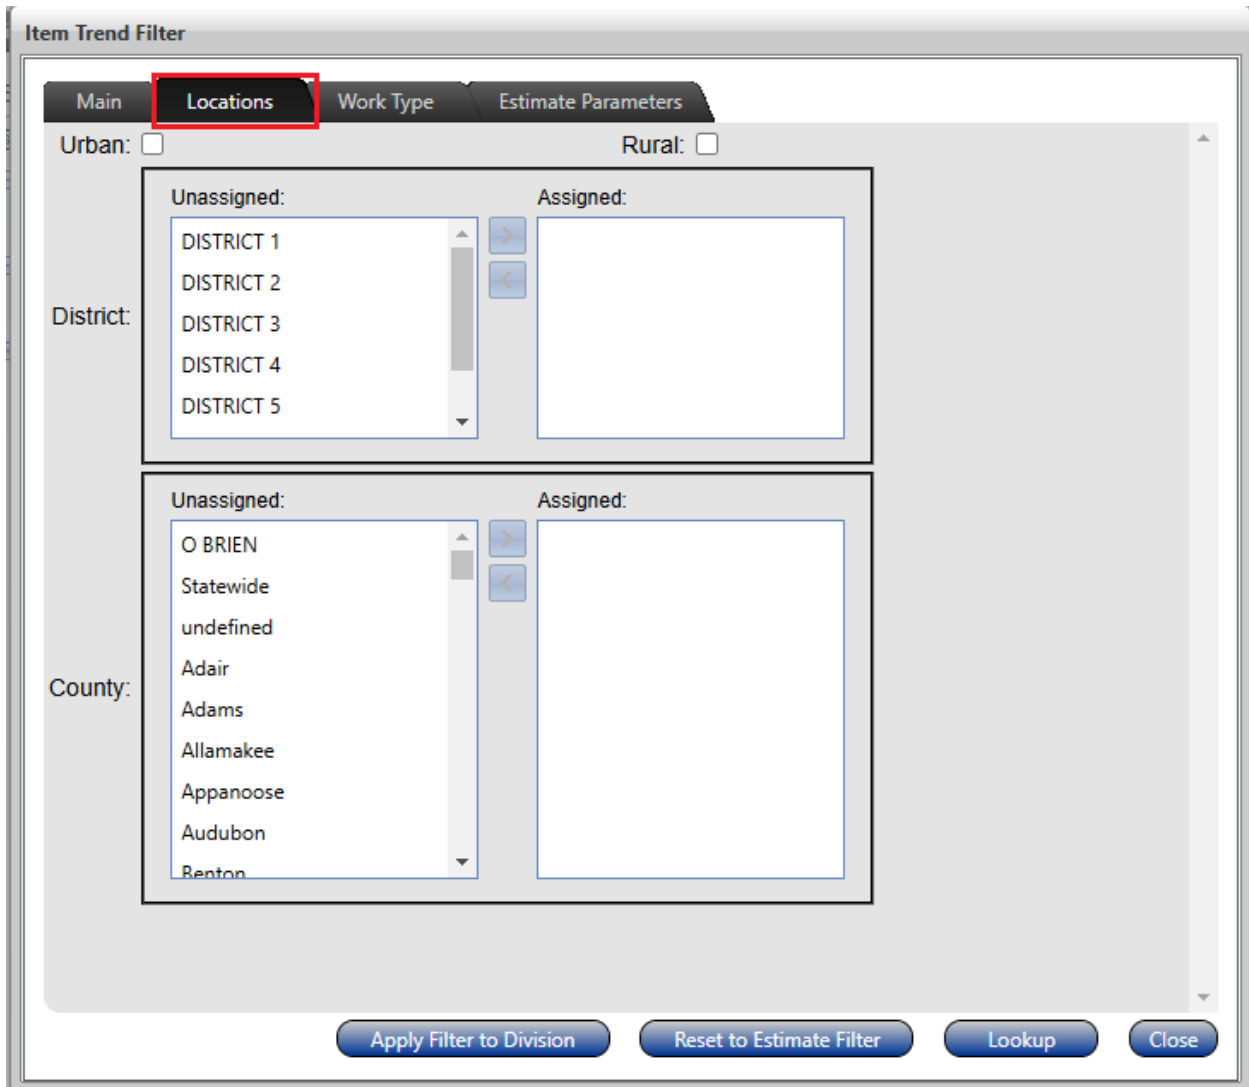 Item Trend Filter
Main Locations Work Type Estimate Parameters
Urban: Rural:
District:
Unassigned: Assigned:
DISTRICT 1
DISTRICT 2
DISTRICT 3
DISTRICT 4
DISTRICT 5
County:
Unassigned: Assigned:
O BRIEN
Statewide
undefined
Adair
Adams
Allamakee
Appanoose
Audubon
Benton
Apply Filter to Division Reset to Estimate Filter Lookup Close